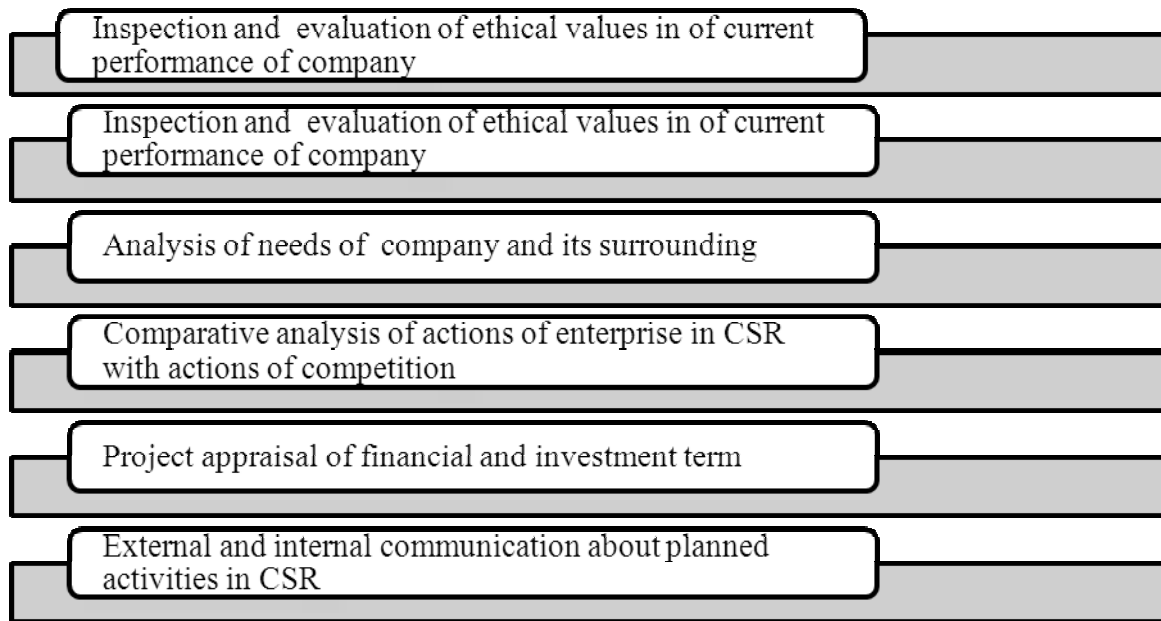 Inspection and evaluation of ethical values in of current
performance of company
Inspection and evaluation of ethical values in of current
performance of company
Analysis of needs of company and its surrounding
Comparative analysis of actions of enterprise in CSR
with actions of competition
Project appraisal of financial and investment term
External and internal communication about planned
activities in CSR